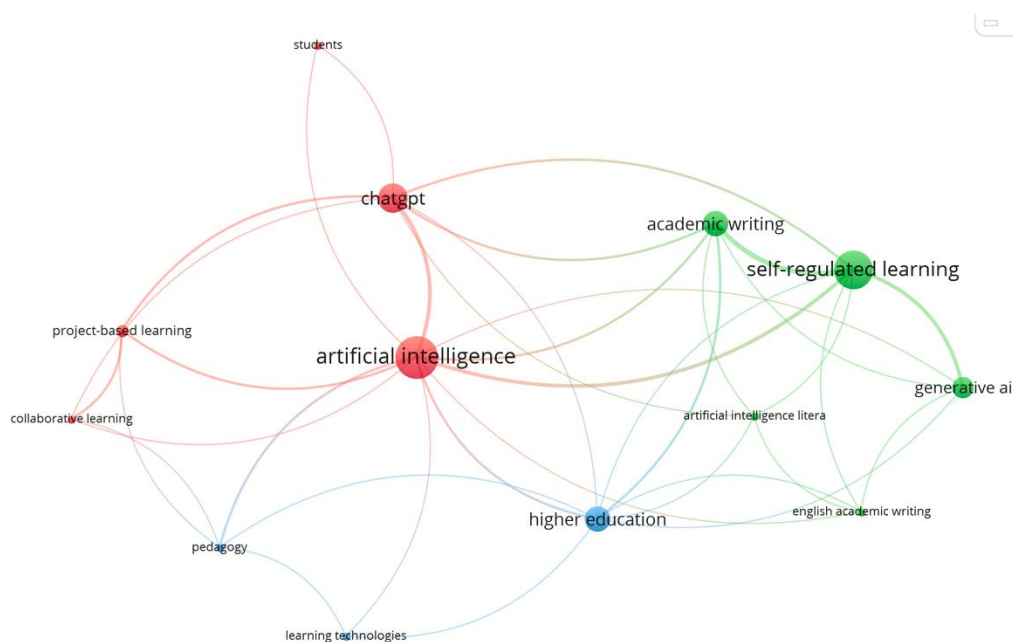 students
chatgpt
academic writing
self-regulated learning
project-based learning
artificial intelligence
generative ai
collaborative learning
artificial intelligence litera
english academic writing
higher education
pedagogy
learning technologies